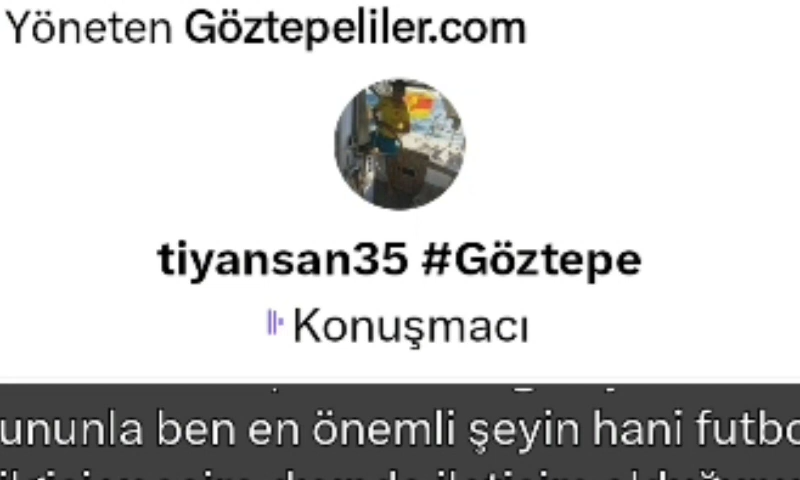 Yöneten Göztepeliler.com
tiyansan35 #Göztepe
Konuşmacı
ununla ben en önemli şeyin hani futbo